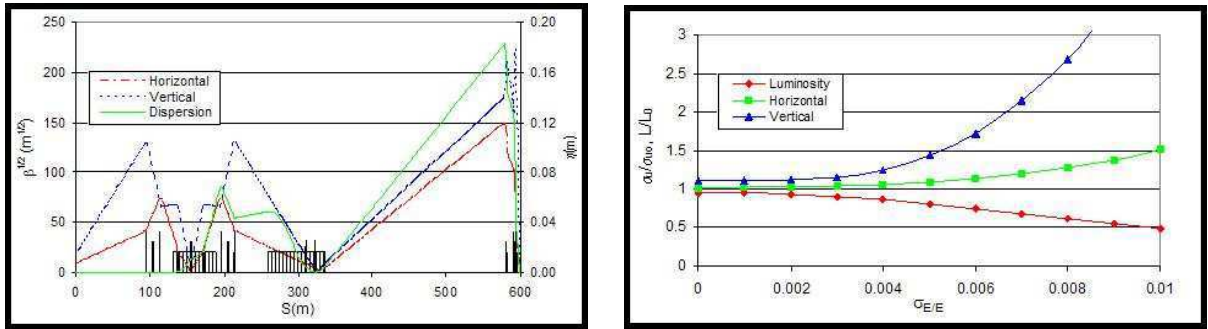 250
200
150
100
50
0
β1/2 (m1/2)
0.20
0.16
0.12
0.08
0.04
0.00
Horizontal
Vertical
Dispersion
0 100 200 300 400 500 600
S(m)
3
2.5
2
1.5
1
0.5
0
L/L0
Luminosity
Horizontal
Vertical
0 0.002 0.004 0.006 0.008 0.01
σE/E